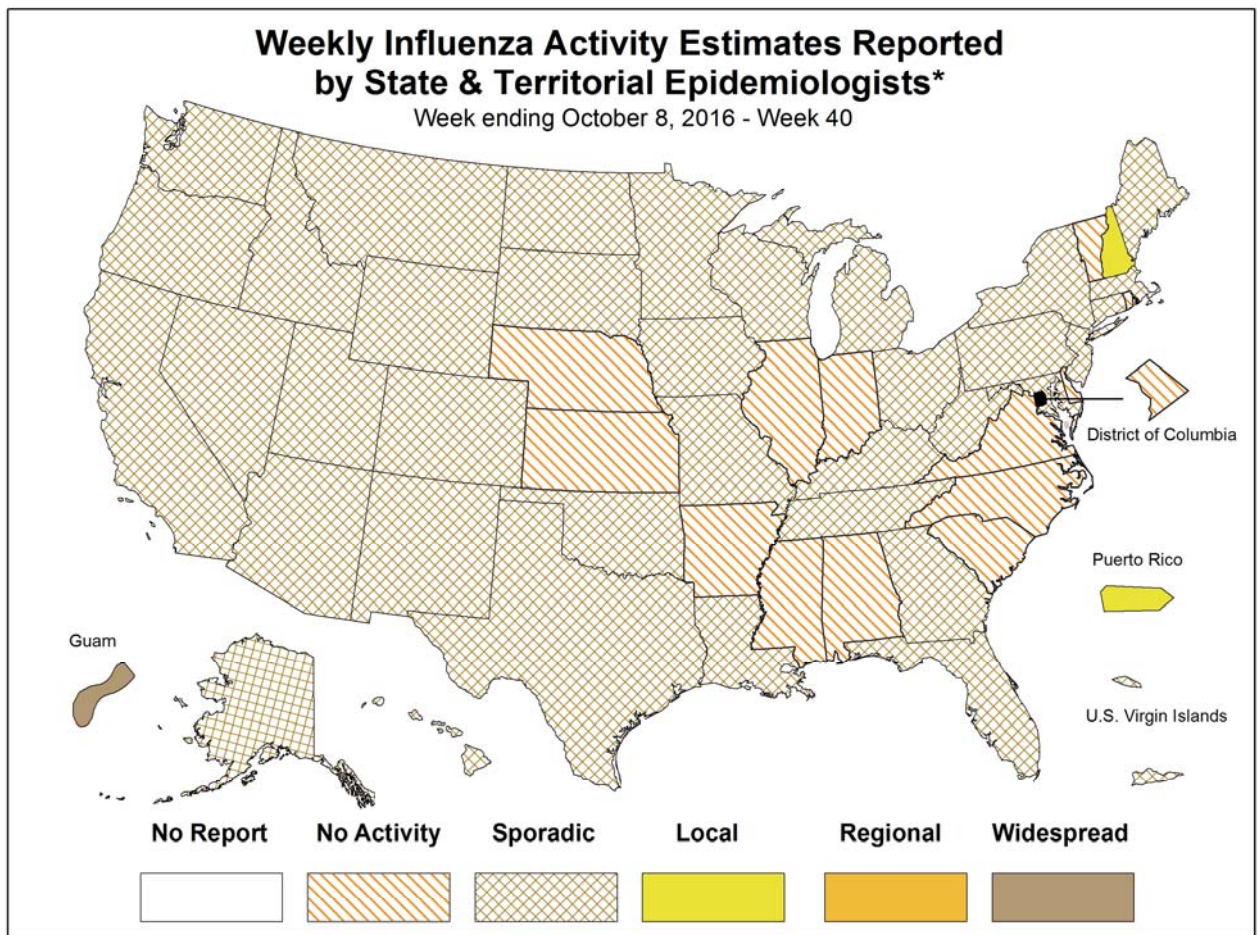 Weekly Influenza Activity Estimates Reported
by State & Territorial Epidemiologists*
Week ending October 8, 2016 - Week 40
District of Columbia
Puerto Rico
Guam
U.S. Virgin Islands
No Report
No Activity
Sporadic
Local
Regional
Widespread